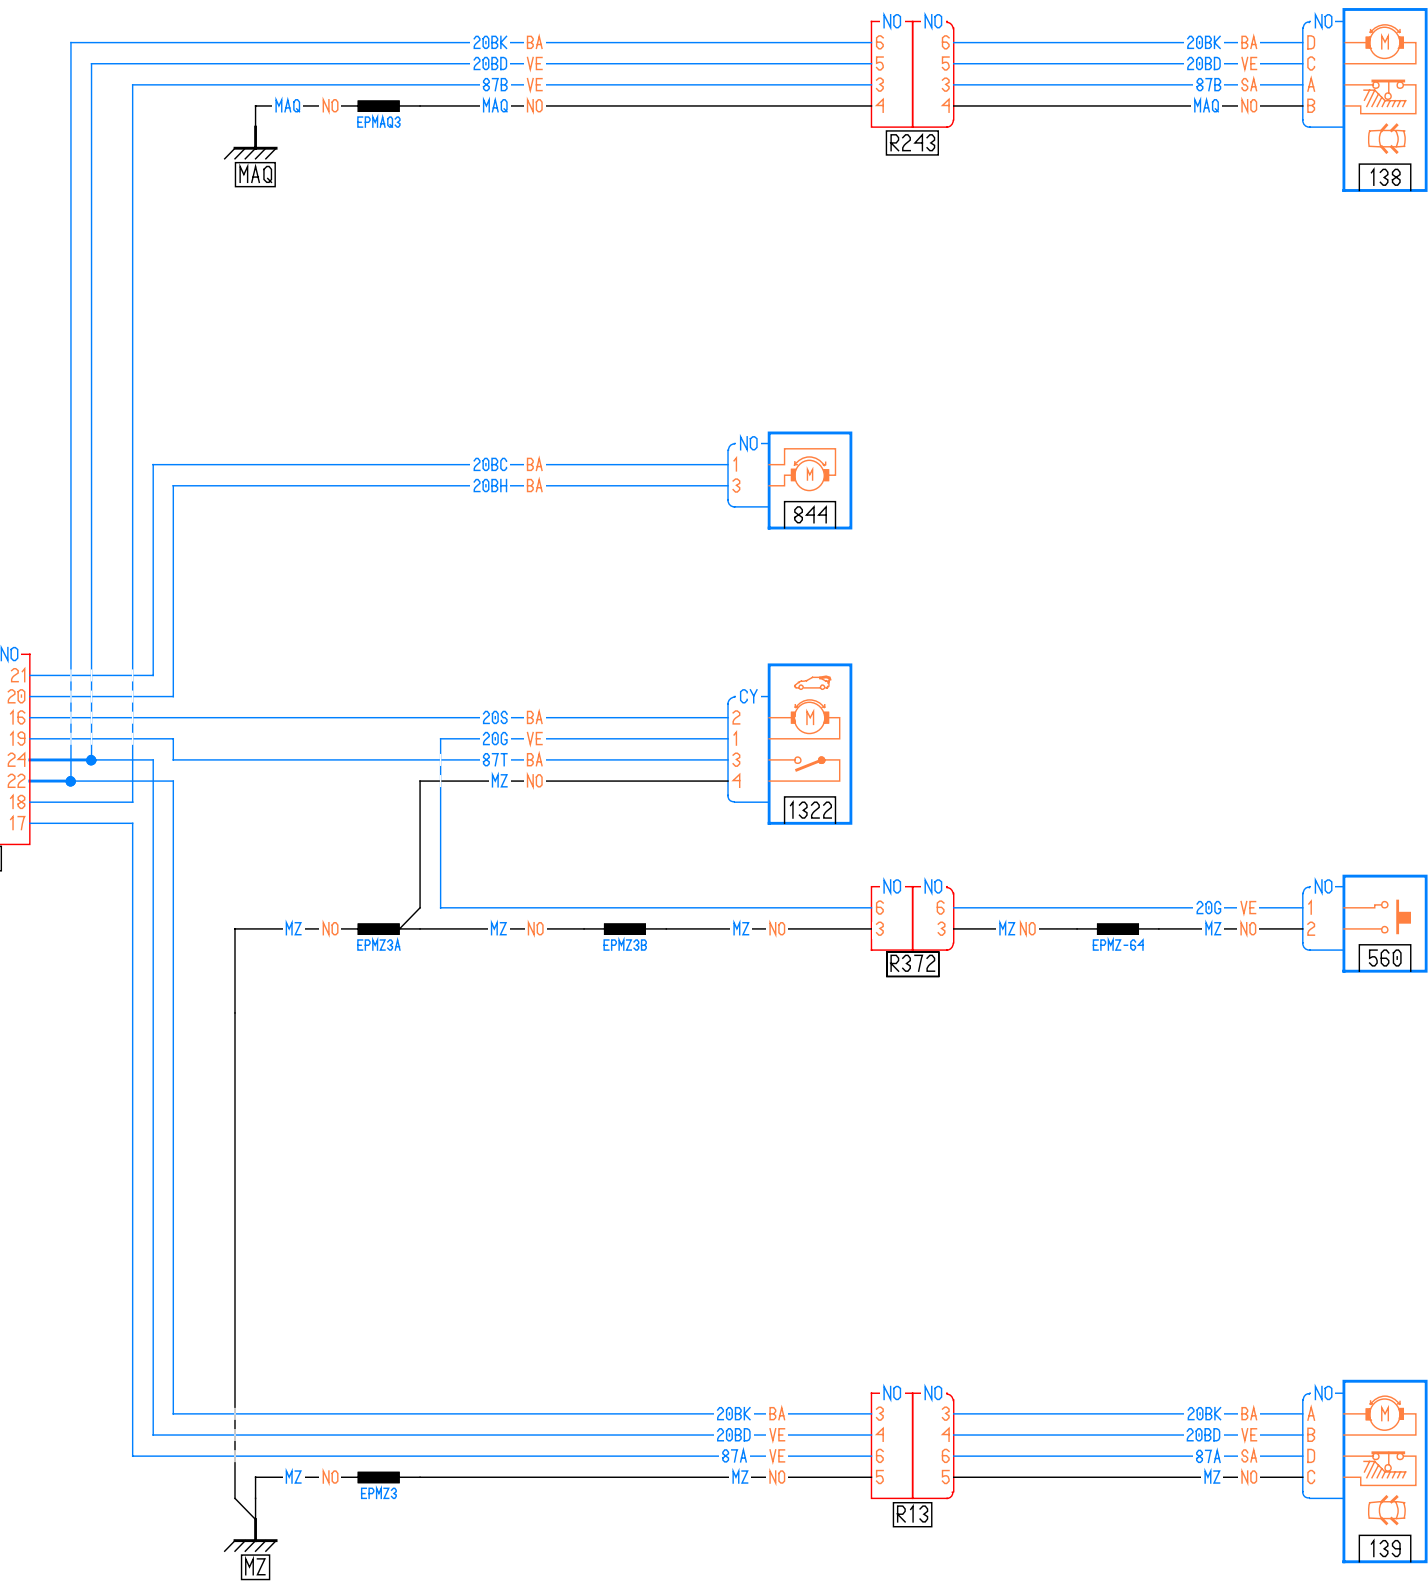 NO NO NO
6 20BK BA 6 6 20BK BA D
20BD VE 5 5 20BD VE C
87B VE 3 3 87B SA A
MAQ NO MAQ NO 4 4 MAQ NO B
EPMAQ3
R243
MAQ 138
M
NO
20BC BA 1
20BH BA 3
M
844
NO
21
20
16 20S BA 2
19 20G VE 1
24 87T BA 3
22 MZ NO 4
18
17
CY
M
1322
NO NO NO
6 6 20G VE 1
MZ NO MZ NO MZ NO 3 3 MZ NO MZ NO 2
EPMZ3A EPMZ3B EPMZ-64
R372 560
NO NO NO
20BK BA 3 3 20BK BA A
20BD VE 4 4 20BD VE B
87A VE 6 6 87A SA D
MZ NO MZ NO 5 5 MZ NO C
EPMZ3
R13
M
139
MZ